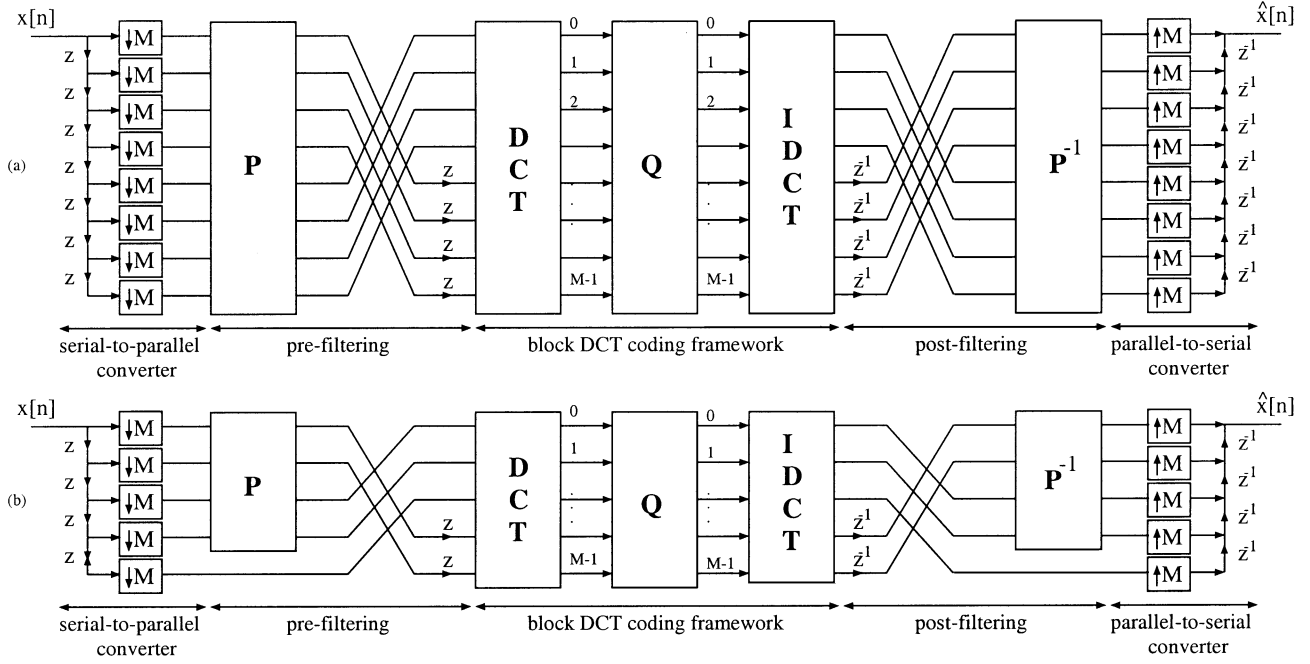 x[n]
z
z
z
z
z
z
z
↓M
↓M
↓M
↓M
↓M
↓M
↓M
↓M
(a)
P
z
z
z
z
D
C
T
0
1
2
.
.
M-1
Q
0
1
2
.
.
M-1
I
D
C
T
z⁻¹
z⁻¹
z⁻¹
z⁻¹
P⁻¹
↑M
↑M
↑M
↑M
↑M
↑M
↑M
↑M
x̂[n]
z⁻¹
z⁻¹
z⁻¹
z⁻¹
z⁻¹
z⁻¹
z⁻¹
serial-to-parallel
converter
pre-filtering
block DCT coding framework
post-filtering
parallel-to-serial
converter
x[n]
z
z
z
z
↓M
↓M
↓M
↓M
↓M
(b)
P
z
z
D
C
T
0
1
.
.
.
M-1
Q
0
1
.
.
.
M-1
I
D
C
T
z⁻¹
z⁻¹
P⁻¹
↑M
↑M
↑M
↑M
↑M
x̂[n]
z⁻¹
z⁻¹
z⁻¹
z⁻¹
serial-to-parallel
converter
pre-filtering
block DCT coding framework
post-filtering
parallel-to-serial
converter